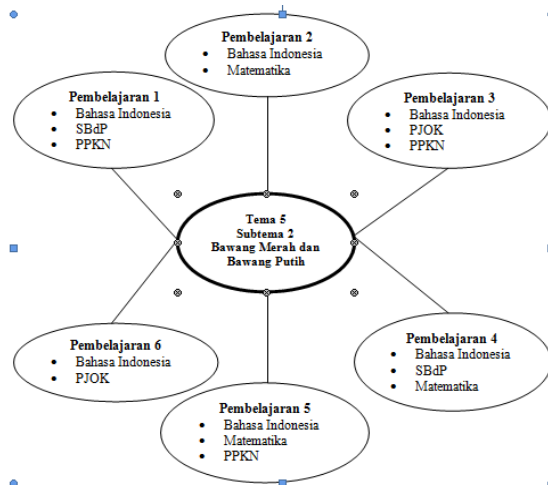 Pembelajaran 2
• Bahasa Indonesia
• Matematika
Pembelajaran 1
• Bahasa Indonesia
• SBdP
• PPKN
Pembelajaran 3
• Bahasa Indonesia
• PJOK
• PPKN
Tema 5
Subtema 2
Bawang Merah dan
Bawang Putih
Pembelajaran 6
• Bahasa Indonesia
• PJOK
Pembelajaran 4
• Bahasa Indonesia
• SBdP
• Matematika
Pembelajaran 5
• Bahasa Indonesia
• Matematika
• PPKN